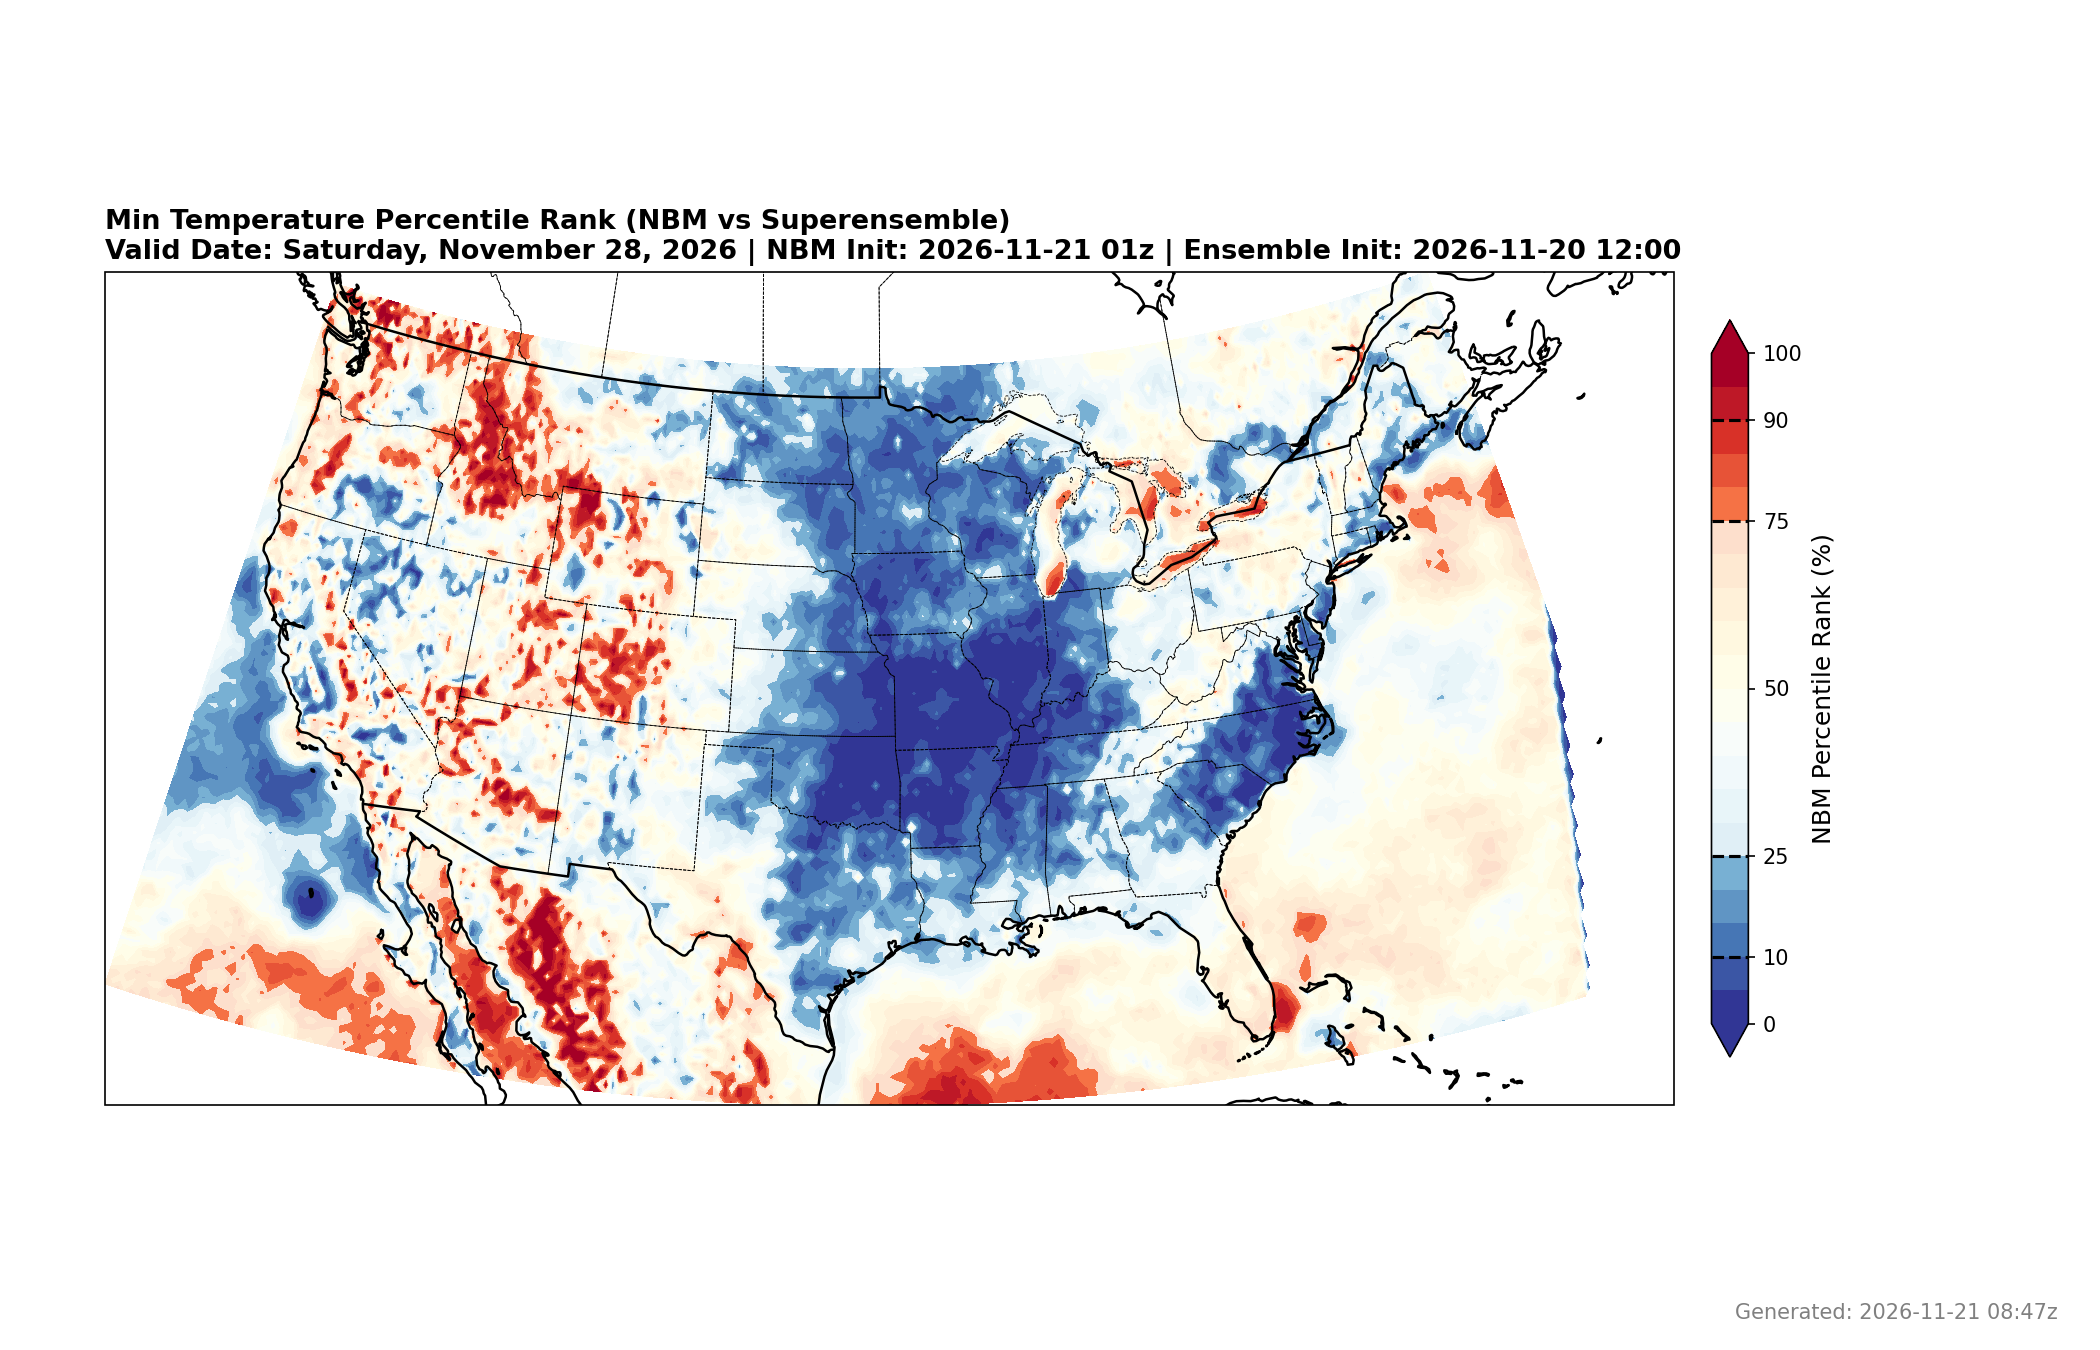 Min Temperature Percentile Rank (NBM vs Superensemble)
Valid Date: Saturday, November 28, 2026 | NBM Init: 2026-11-21 01z | Ensemble Init: 2026-11-20 12:00
100
90
75
50
25
10
0
NBM Percentile Rank (%)
Generated: 2026-11-21 08:47z